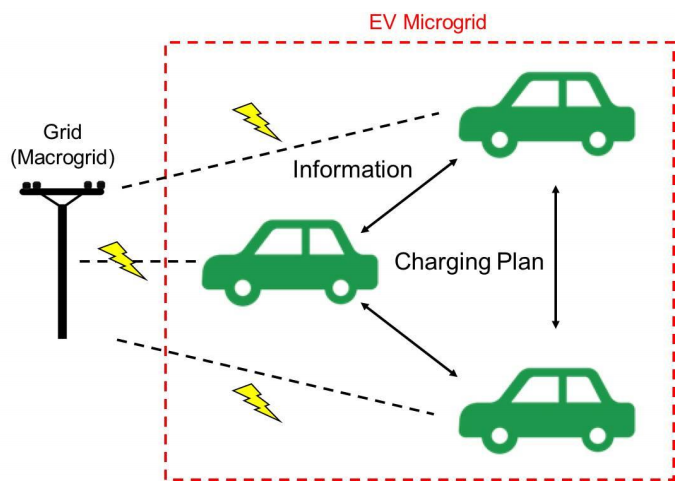 EV Microgrid
Grid
(Macrogrid)
Information
Charging Plan